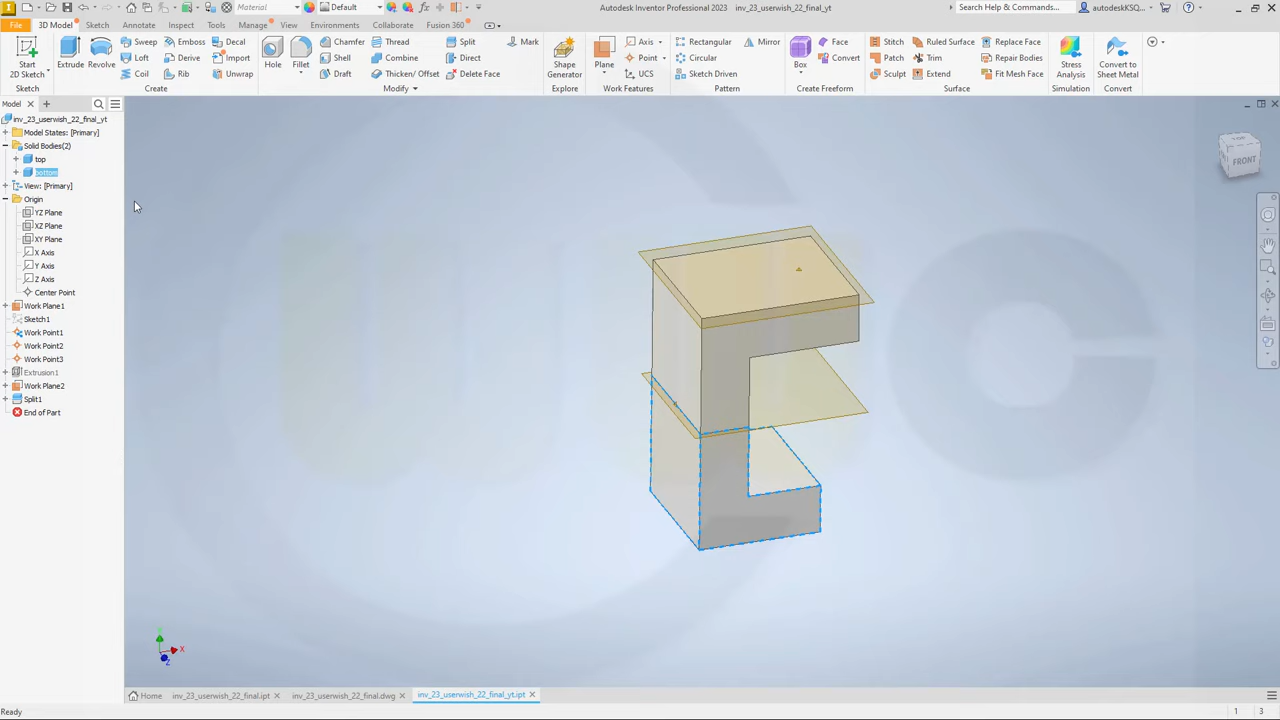 Material
Default
Autodesk Inventor Professional 2023 inv_23_userwish_22_final_yt
Search Help & Commands...
autodeskKSQ...
File
3D Model
Sketch
Annotate
Inspect
Tools
Manage
View
Environments
Collaborate
Fusion 360
Start
2D Sketch
Extrude
Revolve
Sweep
Loft
Coil
Emboss
Derive
Rib
Decal
Import
Unwrap
Hole
Fillet
Chamfer
Shell
Draft
Thread
Combine
Thicken/ Offset
Split
Direct
Delete Face
Mark
Shape
Generator
Plane
Axis
Point
UCS
Rectangular
Circular
Sketch Driven
Mirror
Box
Face
Convert
Stitch
Patch
Sculpt
Ruled Surface
Trim
Extend
Replace Face
Repair Bodies
Fit Mesh Face
Stress
Analysis
Convert to
Sheet Metal
Sketch
Create
Modify
Explore
Work Features
Pattern
Create Freeform
Surface
Simulation
Convert
Model
inv_23_userwish_22_final_yt
Model States: [Primary]
Solid Bodies(2)
top
bottom
View: [Primary]
Origin
YZ Plane
XZ Plane
XY Plane
X Axis
Y Axis
Z Axis
Center Point
Work Plane1
Sketch1
Work Point1
Work Point2
Work Point3
Extrusion1
Work Plane2
Split1
End of Part
FRONT
X
Z
Home
inv_23_userwish_22_final.ipt
inv_23_userwish_22_final.dwg
inv_23_userwish_22_final_yt.ipt
Ready
1
3